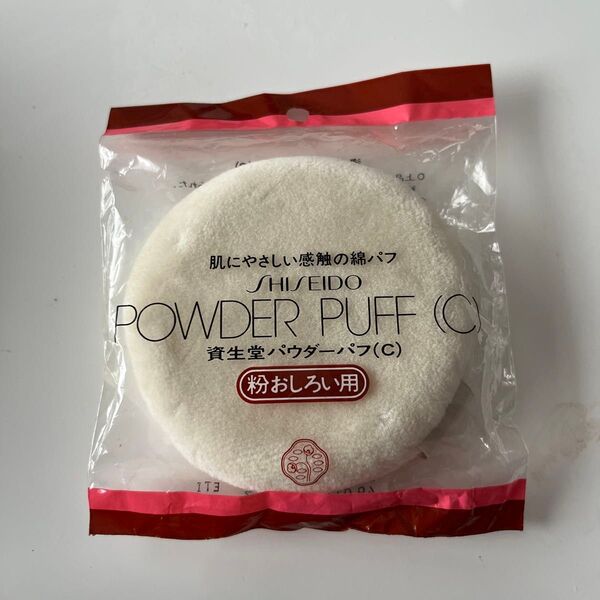 肌にやさしい感触の綿パフ
SHISEIDO
POWDER PUFF (C)
資生堂パウダーパフ(C)
粉おしろい用